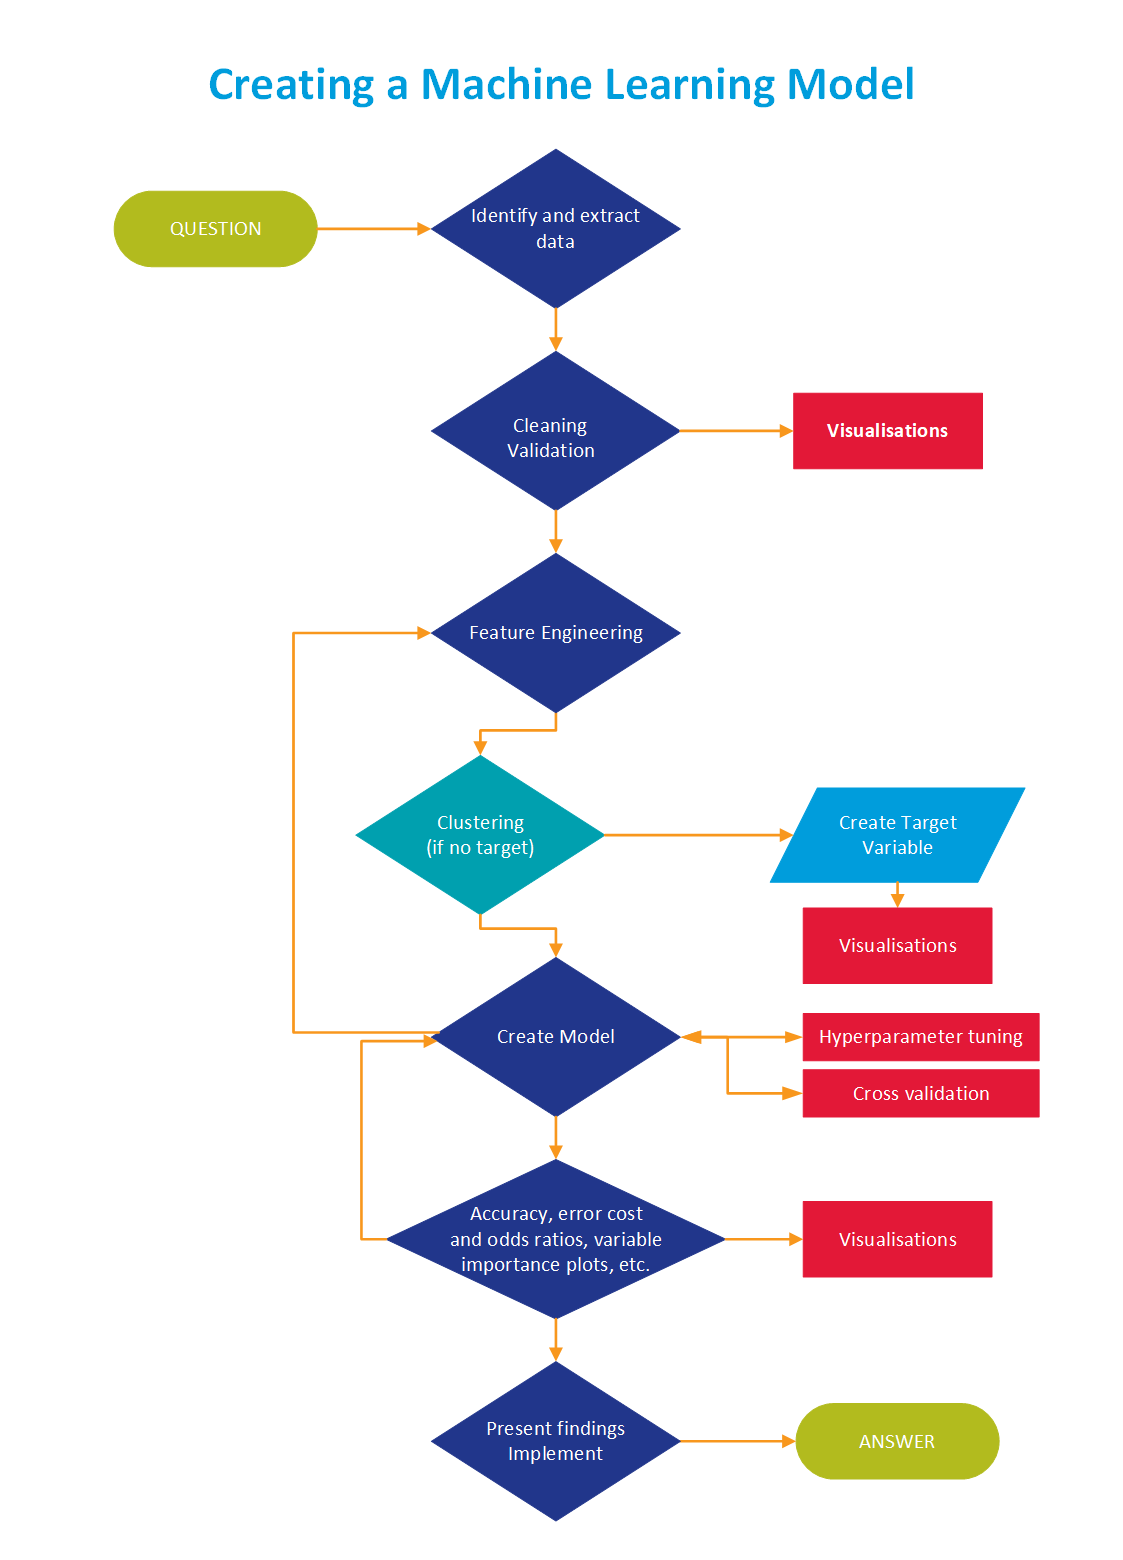 Creating a Machine Learning Model
QUESTION
Identify and extract
data
Cleaning
Validation
Visualisations
Feature Engineering
Clustering
(if no target)
Create Target
Variable
Visualisations
Create Model
Hyperparameter tuning
Cross validation
Accuracy, error cost
and odds ratios, variable
importance plots, etc.
Visualisations
Present findings
Implement
ANSWER